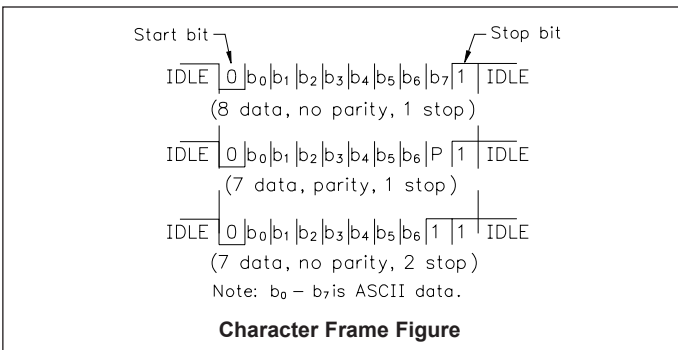 Start bit Stop bit
IDLE 0 b₀ b₁ b₂ b₃ b₄ b₅ b₆ b₇ 1 IDLE
(8 data, no parity, 1 stop)
IDLE 0 b₀ b₁ b₂ b₃ b₄ b₅ b₆ P 1 IDLE
(7 data, parity, 1 stop)
IDLE 0 b₀ b₁ b₂ b₃ b₄ b₅ b₆ 1 1 IDLE
(7 data, no parity, 2 stop)
Note: b₀ – b₇ is ASCII data.
Character Frame Figure